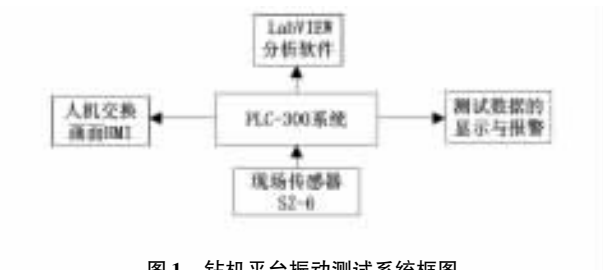 LabVIEW
分析软件
人机交换
画面HMI
PLC-300系统
测试数据的
显示与报警
现场传感器
SZ-6
图1 钻机平台振动测试系统框图